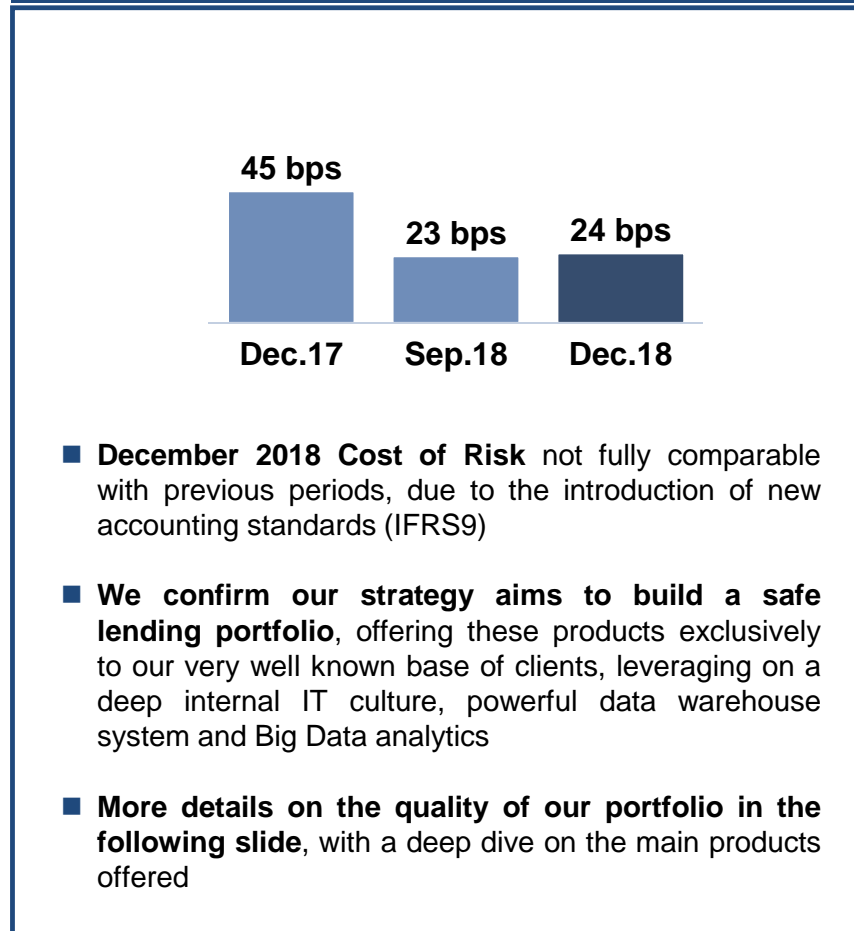 45 bps
23 bps
24 bps
Dec.17
Sep.18
Dec.18
December 2018 Cost of Risk not fully comparable
with previous periods, due to the introduction of new
accounting standards (IFRS9)
We confirm our strategy aims to build a safe
lending portfolio, offering these products exclusively
to our very well known base of clients, leveraging on a
deep internal IT culture, powerful data warehouse
system and Big Data analytics
More details on the quality of our portfolio in the
following slide, with a deep dive on the main products
offered